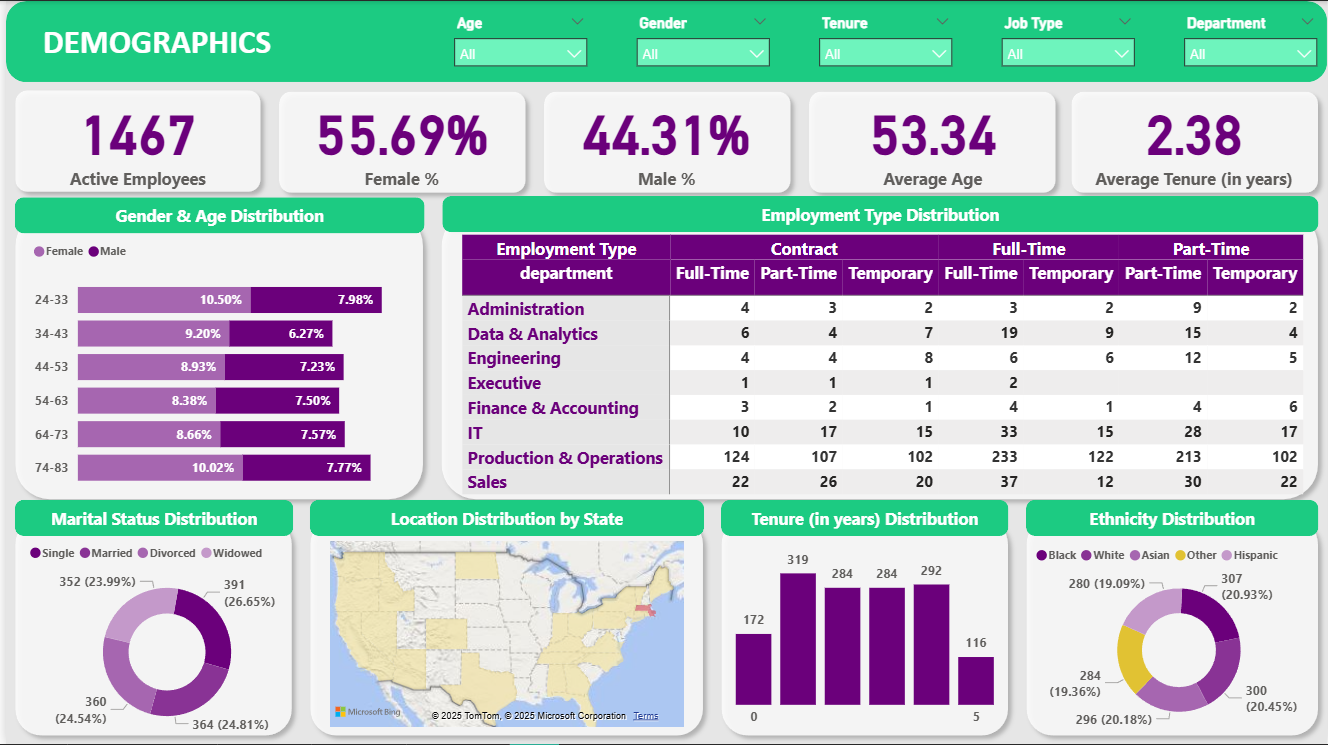 DEMOGRAPHICS
Age Gender Tenure Job Type Department
All All All All All
1467 55.69% 44.31% 53.34 2.38
Active Employees Female % Male % Average Age Average Tenure (in years)
Gender & Age Distribution
Female Male
24-33 10.50% 7.98%
34-43 9.20% 6.27%
44-53 8.93% 7.23%
54-63 8.38% 7.50%
64-73 8.66% 7.57%
74-83 10.02% 7.77%
Employment Type Distribution
Employment Type Contract Full-Time Part-Time
department Full-Time Part-Time Temporary Full-Time Temporary Part-Time Temporary
Administration 4 3 2 3 2 9 2
Data & Analytics 6 4 7 19 9 15 4
Engineering 4 4 8 6 6 12 5
Executive 1 1 1 2
Finance & Accounting 3 2 1 4 1 4 6
IT 10 17 15 33 15 28 17
Production & Operations 124 107 102 233 122 213 102
Sales 22 26 20 37 12 30 22
Marital Status Distribution
Single Married Divorced Widowed
352 (23.99%)
391
(26.65%)
360
(24.54%)
364 (24.81%)
Location Distribution by State
Microsoft Bing
© 2025 TomTom, © 2025 Microsoft Corporation Terms
Tenure (in years) Distribution
172 319 284 284 292 116
0 5
Ethnicity Distribution
Black White Asian Other Hispanic
280 (19.09%)
307
(20.93%)
284
(19.36%)
300
(20.45%)
296 (20.18%)